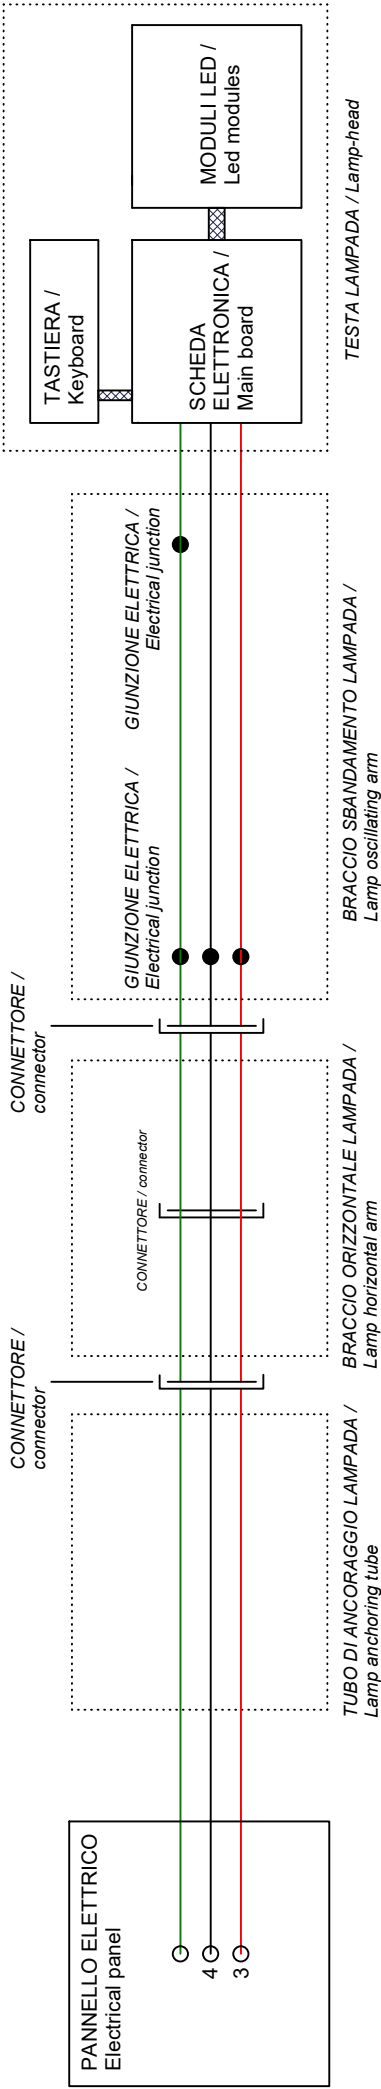 PANNELLO ELETTRICO
Electrical panel
4
3
TUBO DI ANCORAGGIO LAMPADA /
Lamp anchoring tube
CONNETTORE /
connector
CONNETTORE / connector
BRACCIO ORIZZONTALE LAMPADA /
Lamp horizontal arm
CONNETTORE /
connector
GIUNZIONE ELETTRICA /
Electrical junction
GIUNZIONE ELETTRICA /
Electrical junction
BRACCIO SBANDAMENTO LAMPADA /
Lamp oscillating arm
TASTIERA /
Keyboard
SCHEDA
ELETTRONICA /
Main board
MODULI LED /
Led modules
TESTA LAMPADA / Lamp-head